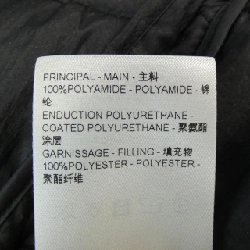 PRINCIPAL - MAIN - 主料
100%POLYAMIDE - POLYAMIDE - 锦
纶
ENDUCTION POLYURETHANE -
COATED POLYURETHANE - 聚氨酯
涂层
GARNISSAGE - FILLING - 填充物
100%POLYESTER - POLYESTER -
聚酯纤维